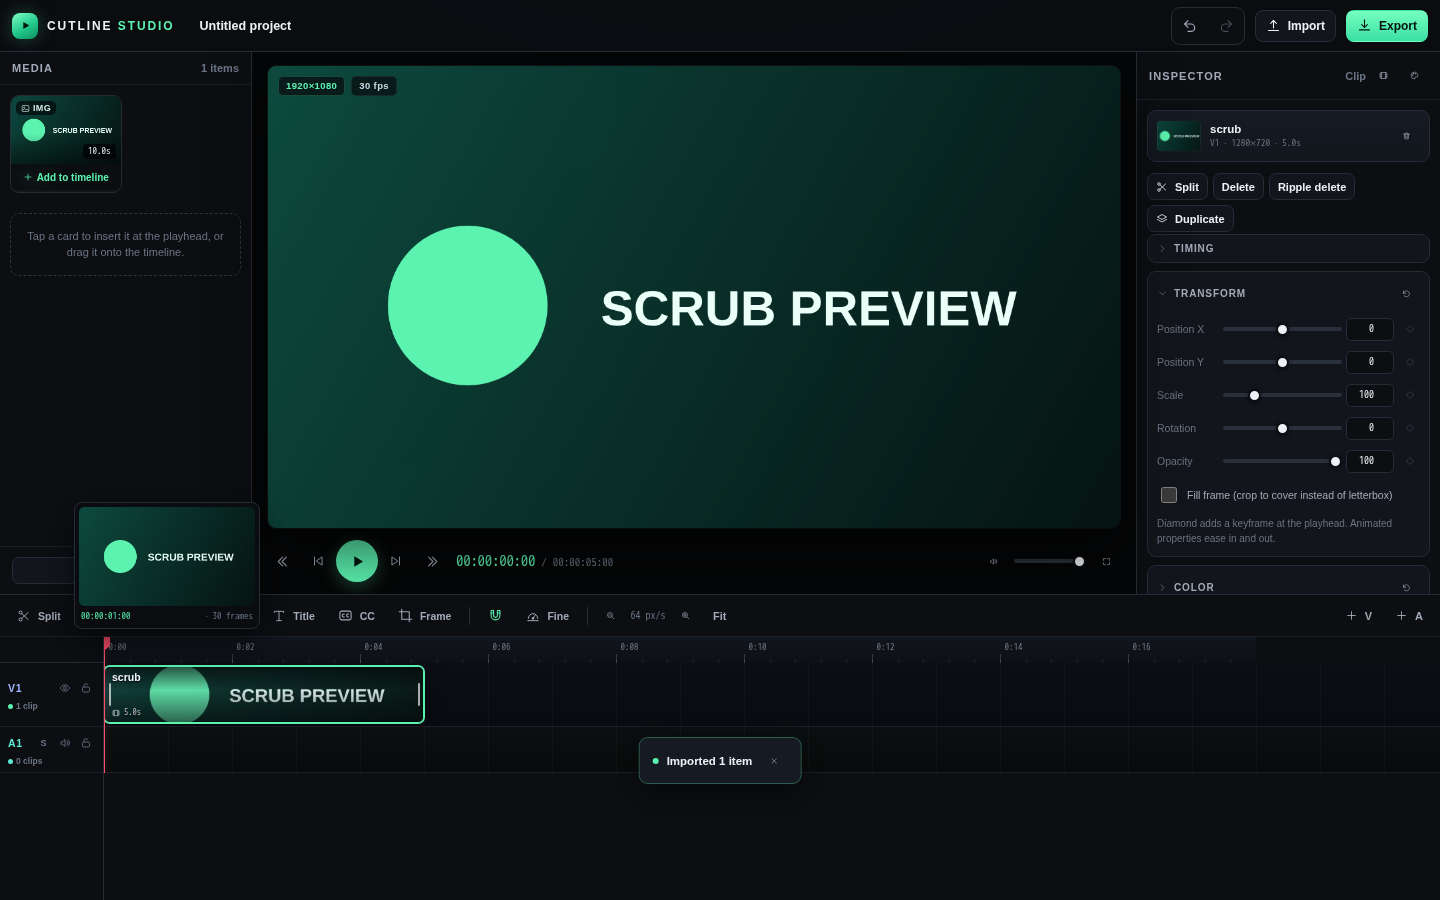 CUTLINE STUDIO
Untitled project
Import
Export
MEDIA
1 items
IMG
SCRUB PREVIEW
10.0s
Add to timeline
Tap a card to insert it at the playhead, or
drag it onto the timeline.
1920×1080
30 fps
SCRUB PREVIEW
00:00:00:00 / 00:00:05:00
INSPECTOR
Clip
SCRUB PREVIEW
scrub
V1 · 1280×720 · 5.0s
Split
Delete
Ripple delete
Duplicate
TIMING
TRANSFORM
Position X
0
Position Y
0
Scale
100
Rotation
0
Opacity
100
Fill frame (crop to cover instead of letterbox)
Diamond adds a keyframe at the playhead. Animated
properties ease in and out.
COLOR
SCRUB PREVIEW
00:00:01:00
- 30 frames
Split
Title
CC
CC
Frame
Fine
64 px/s
Fit
V
A
0:00
0:02
0:04
0:06
0:08
0:10
0:12
0:14
0:16
V1
1 clip
scrub
SCRUB PREVIEW
5.0s
A1
S
0 clips
Imported 1 item